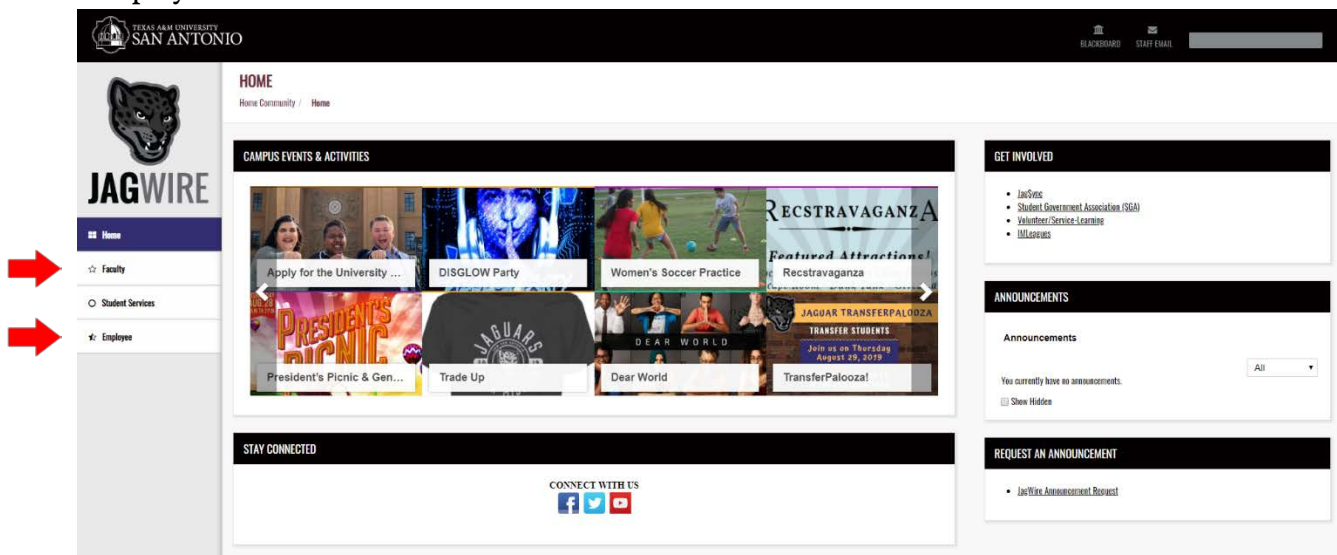 TEXAS A&M UNIVERSITY
SAN ANTONIO
BLACKBOARD
STAFF EMAIL
JAGWIRE
Home
Faculty
Student Services
Employee
HOME
Home Community / Home
CAMPUS EVENTS & ACTIVITIES
Apply for the University ...
DISGLOW Party
Women's Soccer Practice
RECSTRAVAGANZA
Featured Attractions!
Recstravaganza
PRESIDENT'S
PICNIC
President's Picnic & Gen...
JAGUARS
Trade Up
DEAR WORLD
Dear World
JAGUAR TRANSFERPALOOZA
TRANSFER STUDENTS
Join us on Thursday
August 29, 2019
TransferPalooza!
STAY CONNECTED
CONNECT WITH US
GET INVOLVED
JagSync
Student Government Association (SGA)
Volunteer/Service-Learning
IMLeagues
ANNOUNCEMENTS
Announcements
All
You currently have no announcements.
Show Hidden
REQUEST AN ANNOUNCEMENT
JagWire Announcement Request